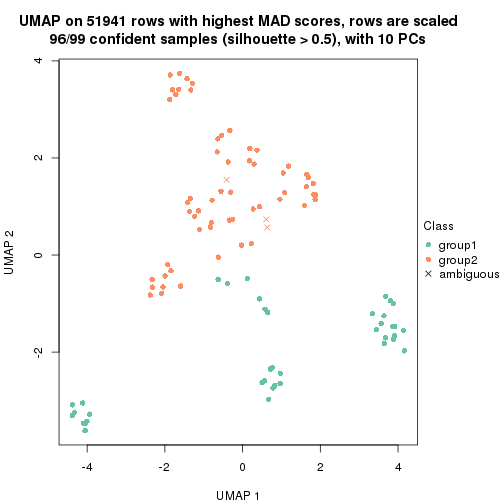 UMAP on 51941 rows with highest MAD scores, rows are scaled
96/99 confident samples (silhouette > 0.5), with 10 PCs
4
2
0
-2
UMAP 2
-4
-2
0
2
4
UMAP 1
Class
group1
group2
ambiguous